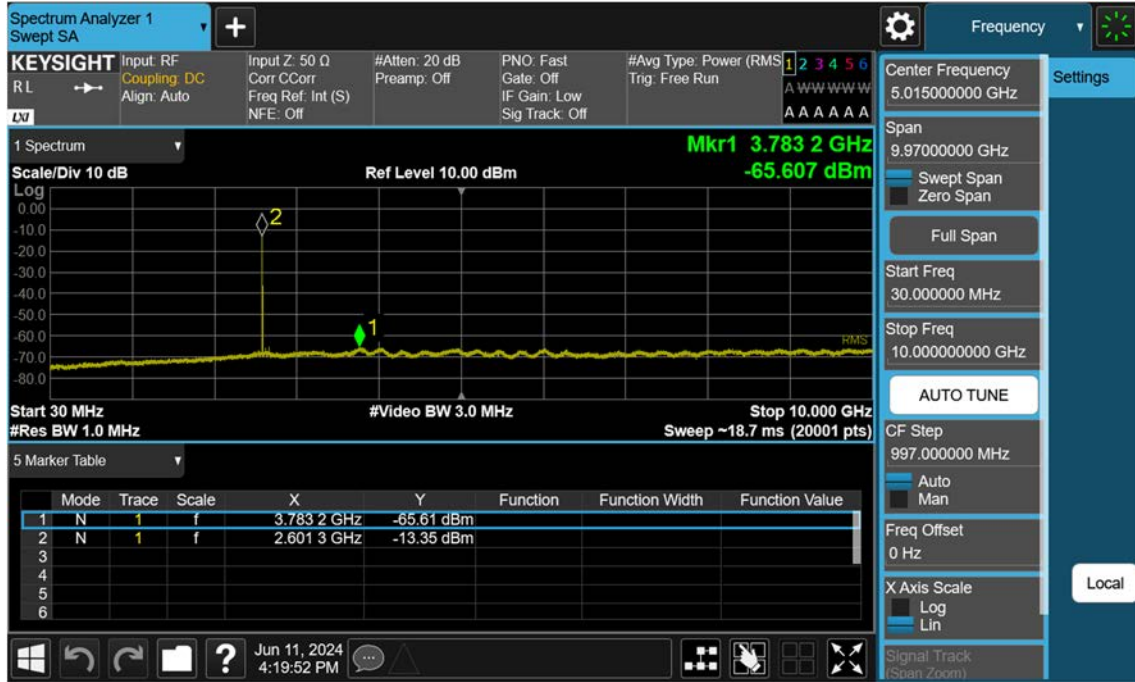 Spectrum Analyzer 1
Swept SA
Frequency
KEYSIGHT
R L
LXI
Input: RF
Coupling: DC
Align: Auto
Input Z: 50 Ω
Corr CCorr
Freq Ref: Int (S)
NFE: Off
#Atten: 20 dB
Preamp: Off
PNO: Fast
Gate: Off
IF Gain: Low
Sig Track: Off
#Avg Type: Power (RMS
Trig: Free Run
1 2 3 4 5 6
A W W W W W
A A A A A A
1 Spectrum
Mkr1 3.783 2 GHz
Scale/Div 10 dB
Ref Level 10.00 dBm
-65.607 dBm
Log
0.00
-10.0
-20.0
-30.0
-40.0
-50.0
-60.0
-70.0
-80.0
2
1
RMS
Start 30 MHz
#Video BW 3.0 MHz
Stop 10.000 GHz
#Res BW 1.0 MHz
Sweep ~18.7 ms (20001 pts)
5 Marker Table
Mode Trace Scale X Y Function Function Width Function Value
1 N 1 f 3.783 2 GHz -65.61 dBm
2 N 1 f 2.601 3 GHz -13.35 dBm
3
4
5
6
?
Jun 11, 2024
4:19:52 PM
Center Frequency
5.015000000 GHz
Settings
Span
9.97000000 GHz
Swept Span
Zero Span
Full Span
Start Freq
30.000000 MHz
Stop Freq
10.000000000 GHz
AUTO TUNE
CF Step
997.000000 MHz
Auto
Man
Freq Offset
0 Hz
X Axis Scale
Log
Lin
Local
Signal Track
(Span Zoom)